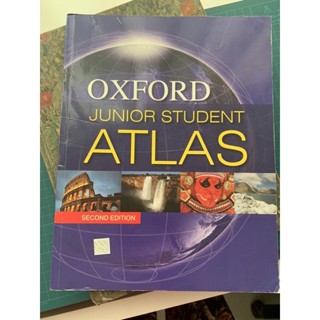 OXFORD
JUNIOR STUDENT
ATLAS
SECOND EDITION